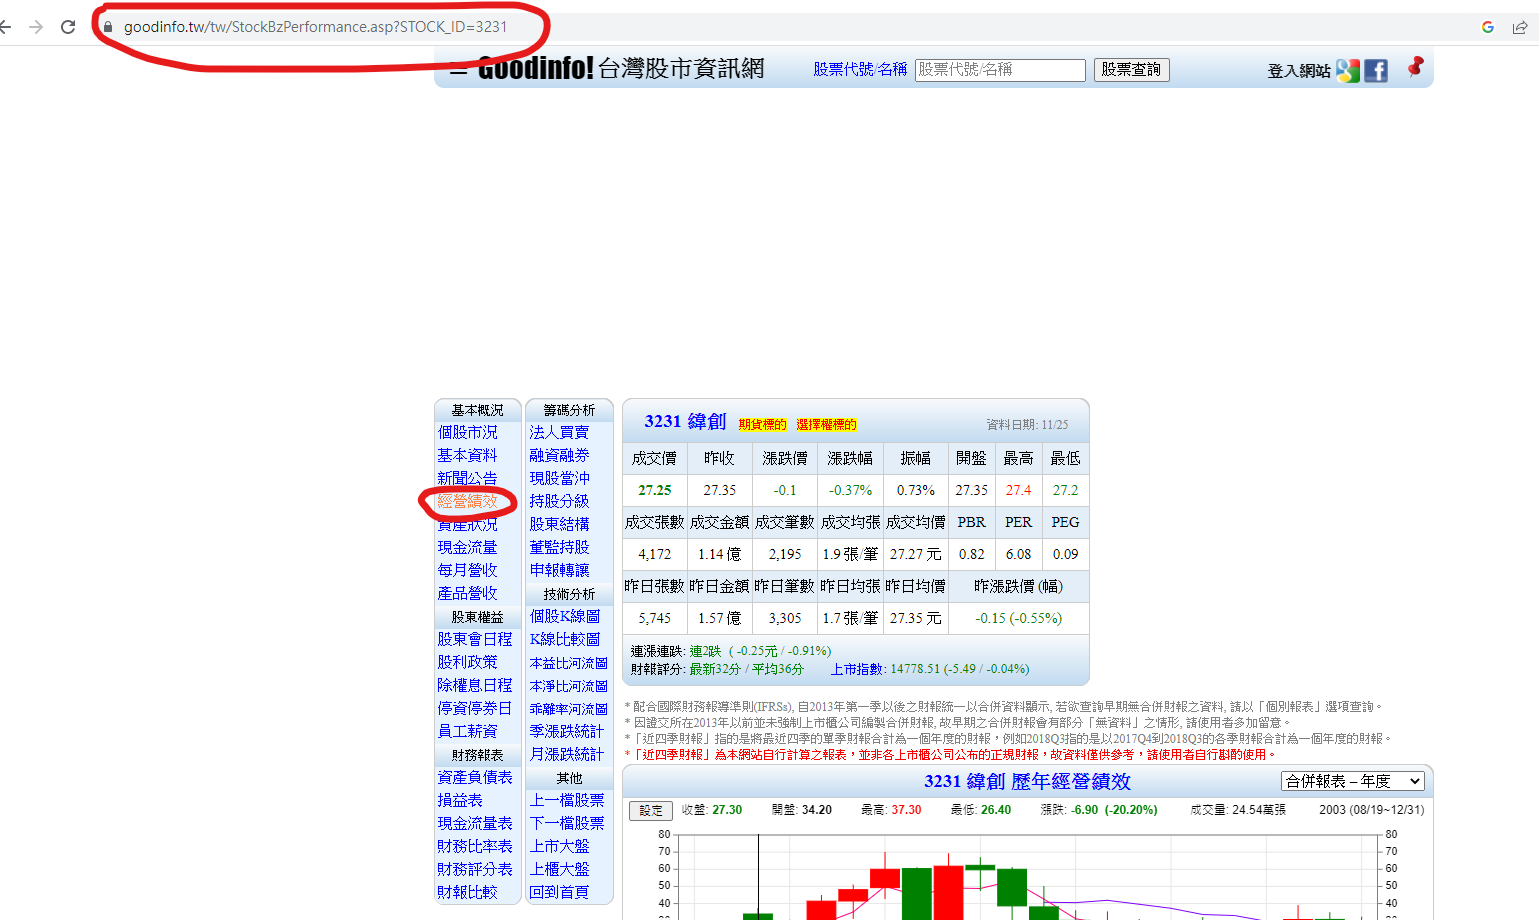 goodinfo.tw/tw/StockBzPerformance.asp?STOCK_ID=3231
Goodinfo! 台灣股市資訊網 股票代號/名稱 股票代號/名稱 股票查詢 登入網站
基本概況
個股市況
基本資料
新聞公告
經營績效
資產狀況
現金流量
每月營收
產品營收
股東權益
股東會日程
股利政策
除權息日程
停資停券日
員工薪資
財務報表
資產負債表
損益表
現金流量表
財務比率表
財務評分表
財報比較
籌碼分析
法人買賣
融資融券
現股當沖
持股分級
股東結構
董監持股
申報轉讓
技術分析
個股K線圖
K線比較圖
本益比河流圖
本淨比河流圖
乖離率河流圖
季漲跌統計
月漲跌統計
其他
上一檔股票
下一檔股票
上市大盤
上櫃大盤
回到首頁
3231 緯創 期貨標的 選擇權標的 資料日期: 11/25
成交價 昨收 漲跌價 漲跌幅 振幅 開盤 最高 最低
27.25 27.35 -0.1 -0.37% 0.73% 27.35 27.4 27.2
成交張數 成交金額 成交筆數 成交均張 成交均價 PBR PER PEG
4,172 1.14 億 2,195 1.9 張/筆 27.27 元 0.82 6.08 0.09
昨日張數 昨日金額 昨日筆數 昨日均張 昨日均價 昨漲跌價 (幅)
5,745 1.57 億 3,305 1.7 張/筆 27.35 元 -0.15 (-0.55%)
連漲連跌: 連2跌 ( -0.25元 / -0.91%)
財報評分: 最新32分 / 平均36分 上市指數: 14778.51 (-5.49 / -0.04%)
* 配合國際財務報導準則(IFRSs), 自2013年第一季以後之財報統一以合併資料顯示, 若欲查詢早期無合併財報之資料, 請以「個別報表」選項查詢。
* 因證交所在2013年以前並未強制上市櫃公司編製合併財報, 故早期之合併財報會有部分「無資料」之情形, 請使用者多加留意。
*「近四季財報」指的是將最近四季的單季財報合計為一個年度的財報，例如2018Q3指的是以2017Q4到2018Q3的各季財報合計為一個年度的財報。
*「近四季財報」為本網站自行計算之報表，並非各上市櫃公司公布的正規財報，故資料僅供參考，請使用者自行斟酌使用。
3231 緯創 歷年經營績效 合併報表 – 年度
設定 收盤: 27.30 開盤: 34.20 最高: 37.30 最低: 26.40 漲跌: -6.90 (-20.20%) 成交量: 24.54萬張 2003 (08/19~12/31)
80 80
70 70
60 60
50 50
40 40